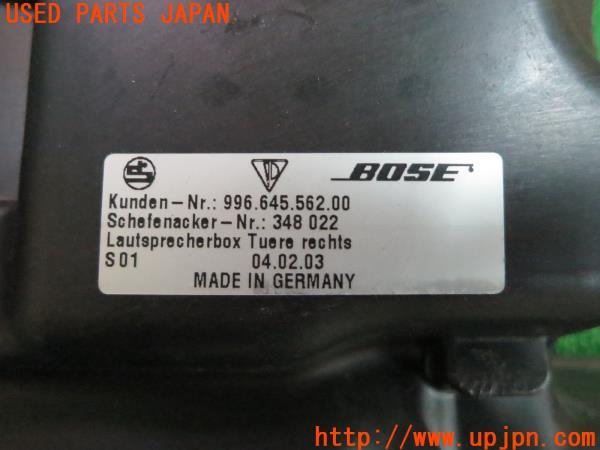 USED PARTS JAPAN
BOSE
Kunden-Nr.: 996.645.562.00
Schefenacker-Nr.: 348 022
Lautsprecherbox Tuere rechts
S01 04.02.03
MADE IN GERMANY
http://www.upjpn.com/